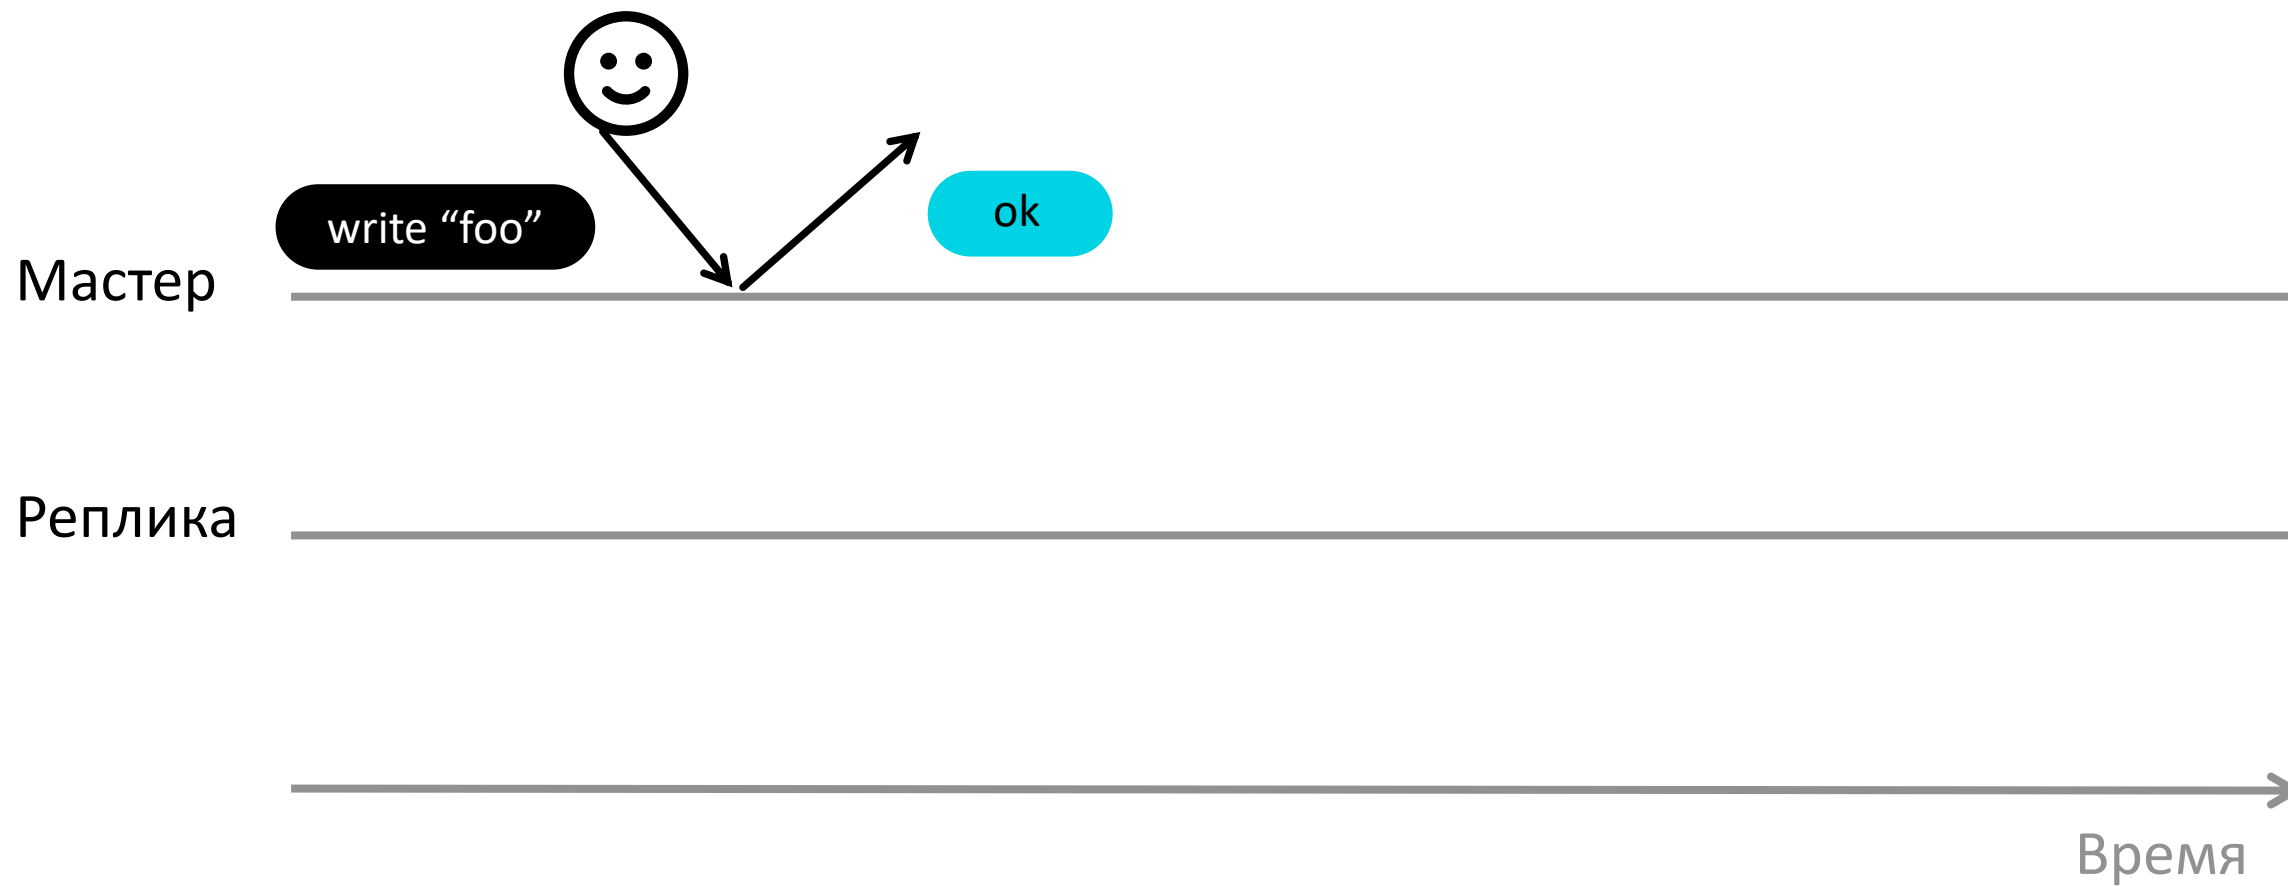 write “foo”
ok
Мастер
Реплика
Время